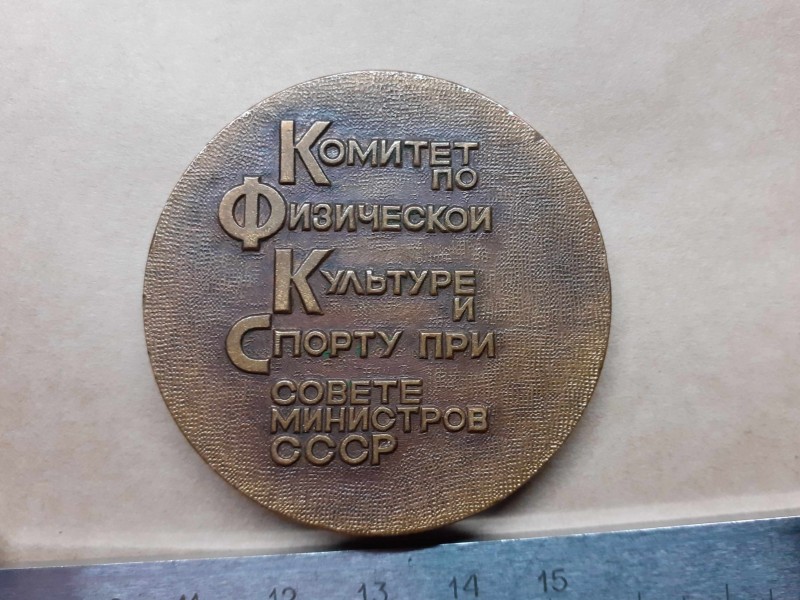 Комитет
по
Физической
Культуре
и
Спорту при
Совете
Министров
СССР
11 12 13 14 15